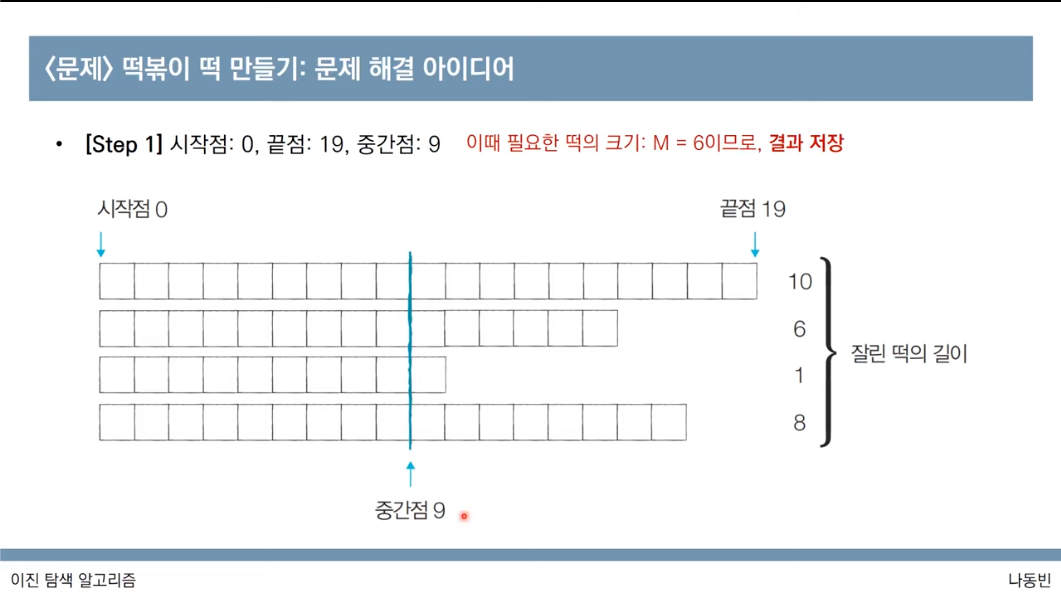 〈문제〉 떡볶이 떡 만들기: 문제 해결 아이디어
• [Step 1] 시작점: 0, 끝점: 19, 중간점: 9 이때 필요한 떡의 크기: M = 6이므로, 결과 저장
시작점 0
끝점 19
10
6
1
8
잘린 떡의 길이
중간점 9
이진 탐색 알고리즘
나동빈